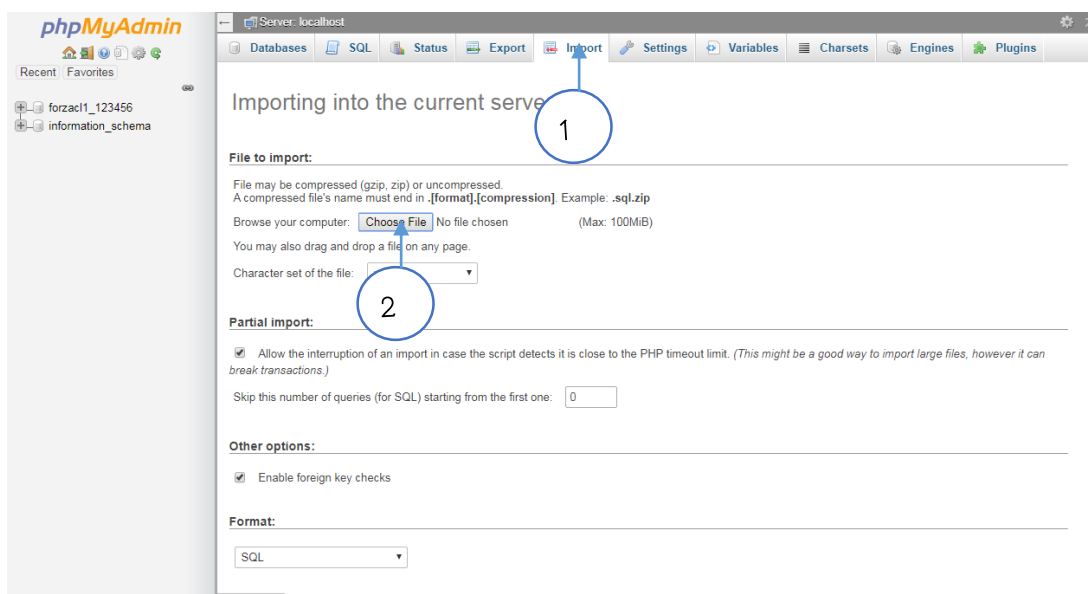 phpMyAdmin
Recent Favorites
forzacl1_123456
information_schema
Server: localhost
Databases SQL Status Export Import Settings Variables Charsets Engines Plugins
Importing into the current serve
1
File to import:
File may be compressed (gzip, zip) or uncompressed.
A compressed file's name must end in .[format].[compression]. Example: .sql.zip
Browse your computer: Choose File No file chosen (Max: 100MiB)
You may also drag and drop a file on any page.
Character set of the file:
2
Partial import:
Allow the interruption of an import in case the script detects it is close to the PHP timeout limit. (This might be a good way to import large files, however it can
break transactions.)
Skip this number of queries (for SQL) starting from the first one: 0
Other options:
Enable foreign key checks
Format:
SQL